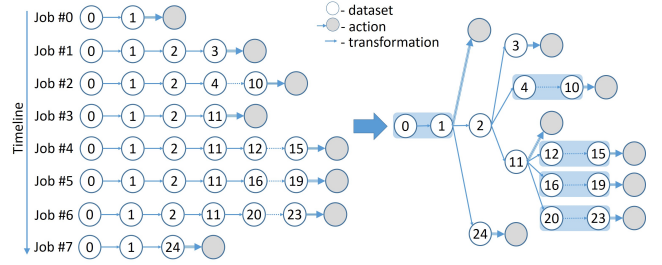 Timeline
Job #0 0 1
Job #1 0 1 2 3
Job #2 0 1 2 4 10
Job #3 0 1 2 11
Job #4 0 1 2 11 12 15
Job #5 0 1 2 11 16 19
Job #6 0 1 2 11 20 23
Job #7 0 1 24
- dataset
- action
- transformation
3
4 10
0 1 2
11
12 15
16 19
20 23
24